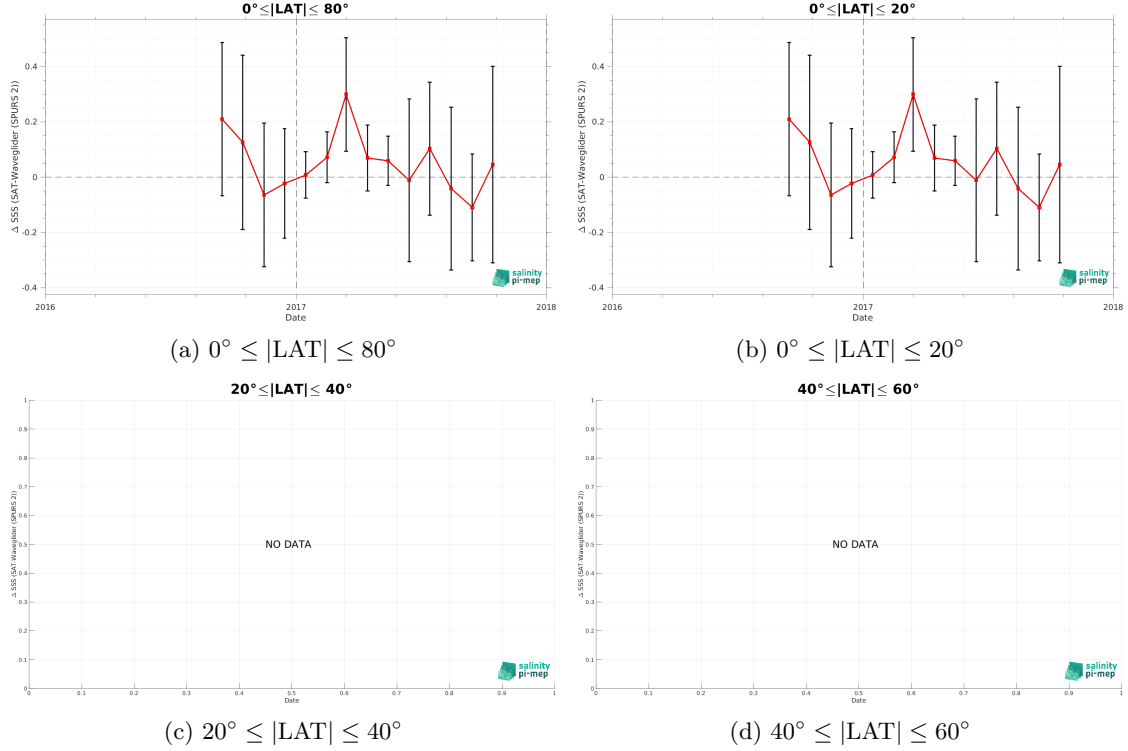 0°≤|LAT|≤ 80°
Δ SSS (SAT-Waveglider (SPURS 2))
0.4
0.2
0
-0.2
-0.4
2016
2017
2018
Date
salinity
pi-mep
(a) 0° ≤ |LAT| ≤ 80°
0°≤|LAT|≤ 20°
Δ SSS (SAT-Waveglider (SPURS 2))
0.4
0.2
0
-0.2
-0.4
2016
2017
2018
Date
salinity
pi-mep
(b) 0° ≤ |LAT| ≤ 20°
20°≤|LAT|≤ 40°
Δ SSS (SAT-Waveglider (SPURS 2))
1
0.9
0.8
0.7
0.6
0.5
0.4
0.3
0.2
0.1
0
NO DATA
0 0.1 0.2 0.3 0.4 0.5 0.6 0.7 0.8 0.9 1
Date
salinity
pi-mep
(c) 20° ≤ |LAT| ≤ 40°
40°≤|LAT|≤ 60°
Δ SSS (SAT-Waveglider (SPURS 2))
1
0.9
0.8
0.7
0.6
0.5
0.4
0.3
0.2
0.1
0
NO DATA
0 0.1 0.2 0.3 0.4 0.5 0.6 0.7 0.8 0.9 1
Date
salinity
pi-mep
(d) 40° ≤ |LAT| ≤ 60°